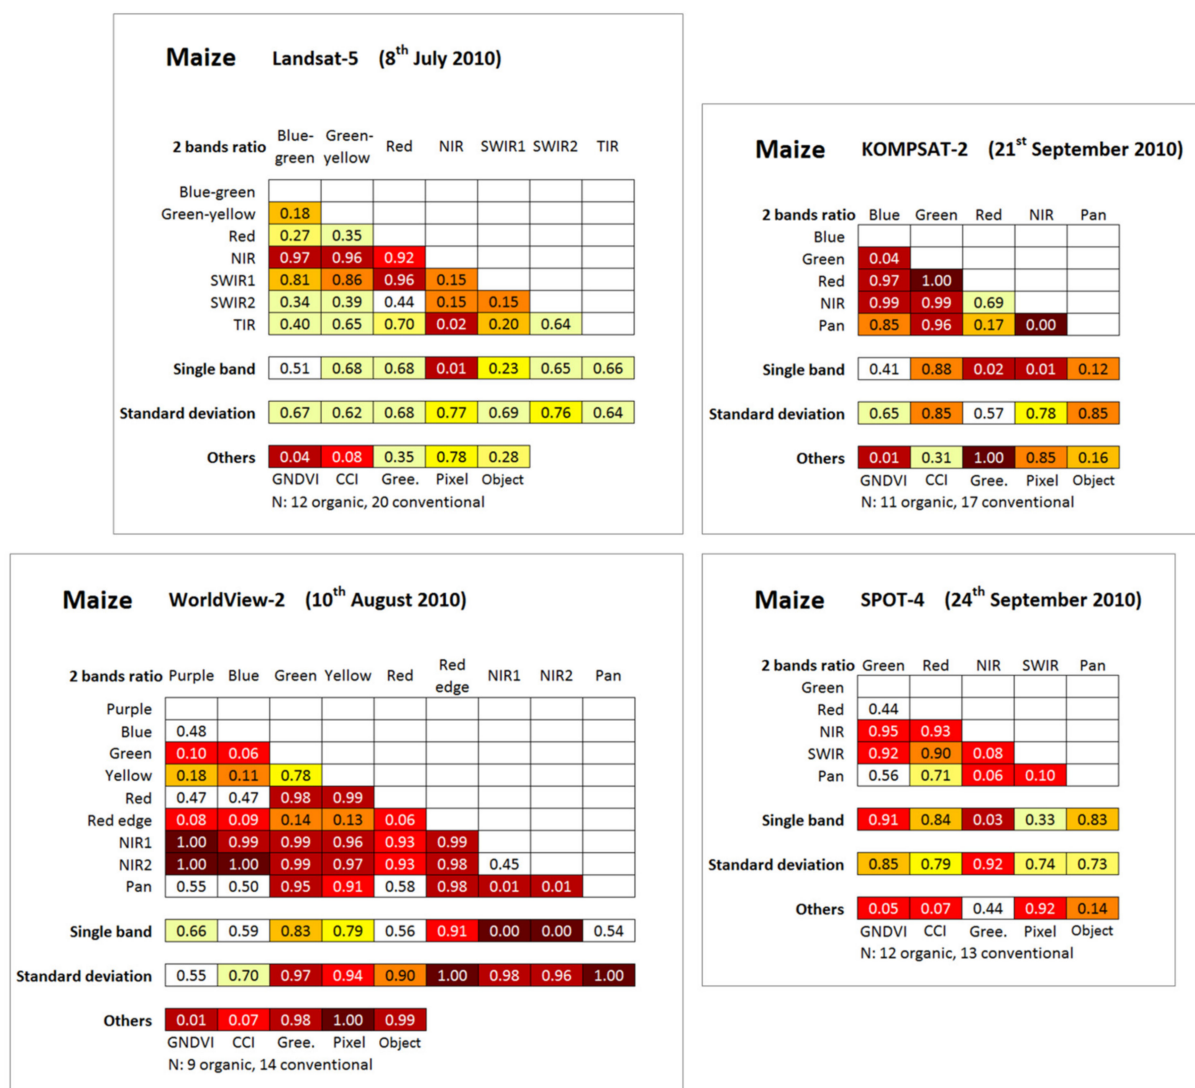 Maize Landsat-5 (8th July 2010)
2 bands ratio Blue-green Green-yellow Red NIR SWIR1 SWIR2 TIR
Blue-green
Green-yellow 0.18
Red 0.27 0.35
NIR 0.97 0.96 0.92
SWIR1 0.81 0.86 0.96 0.15
SWIR2 0.34 0.39 0.44 0.15 0.15
TIR 0.40 0.65 0.70 0.02 0.20 0.64
Single band 0.51 0.68 0.68 0.01 0.23 0.65 0.66
Standard deviation 0.67 0.62 0.68 0.77 0.69 0.76 0.64
Others 0.04 0.08 0.35 0.78 0.28
GNDVI CCI Gree. Pixel Object
N: 12 organic, 20 conventional
Maize KOMPSAT-2 (21st September 2010)
2 bands ratio Blue Green Red NIR Pan
Blue
Green 0.04
Red 0.97 1.00
NIR 0.99 0.99 0.69
Pan 0.85 0.96 0.17 0.00
Single band 0.41 0.88 0.02 0.01 0.12
Standard deviation 0.65 0.85 0.57 0.78 0.85
Others 0.01 0.31 1.00 0.85 0.16
GNDVI CCI Gree. Pixel Object
N: 11 organic, 17 conventional
Maize WorldView-2 (10th August 2010)
2 bands ratio Purple Blue Green Yellow Red Red edge NIR1 NIR2 Pan
Purple
Blue 0.48
Green 0.10 0.06
Yellow 0.18 0.11 0.78
Red 0.47 0.47 0.98 0.99
Red edge 0.08 0.09 0.14 0.13 0.06
NIR1 1.00 0.99 0.99 0.96 0.93 0.99
NIR2 1.00 1.00 0.99 0.97 0.93 0.98 0.45
Pan 0.55 0.50 0.95 0.91 0.58 0.98 0.01 0.01
Single band 0.66 0.59 0.83 0.79 0.56 0.91 0.00 0.00 0.54
Standard deviation 0.55 0.70 0.97 0.94 0.90 1.00 0.98 0.96 1.00
Others 0.01 0.07 0.98 1.00 0.99
GNDVI CCI Gree. Pixel Object
N: 9 organic, 14 conventional
Maize SPOT-4 (24th September 2010)
2 bands ratio Green Red NIR SWIR Pan
Green
Red 0.44
NIR 0.95 0.93
SWIR 0.92 0.90 0.08
Pan 0.56 0.71 0.06 0.10
Single band 0.91 0.84 0.03 0.33 0.83
Standard deviation 0.85 0.79 0.92 0.74 0.73
Others 0.05 0.07 0.44 0.92 0.14
GNDVI CCI Gree. Pixel Object
N: 12 organic, 13 conventional